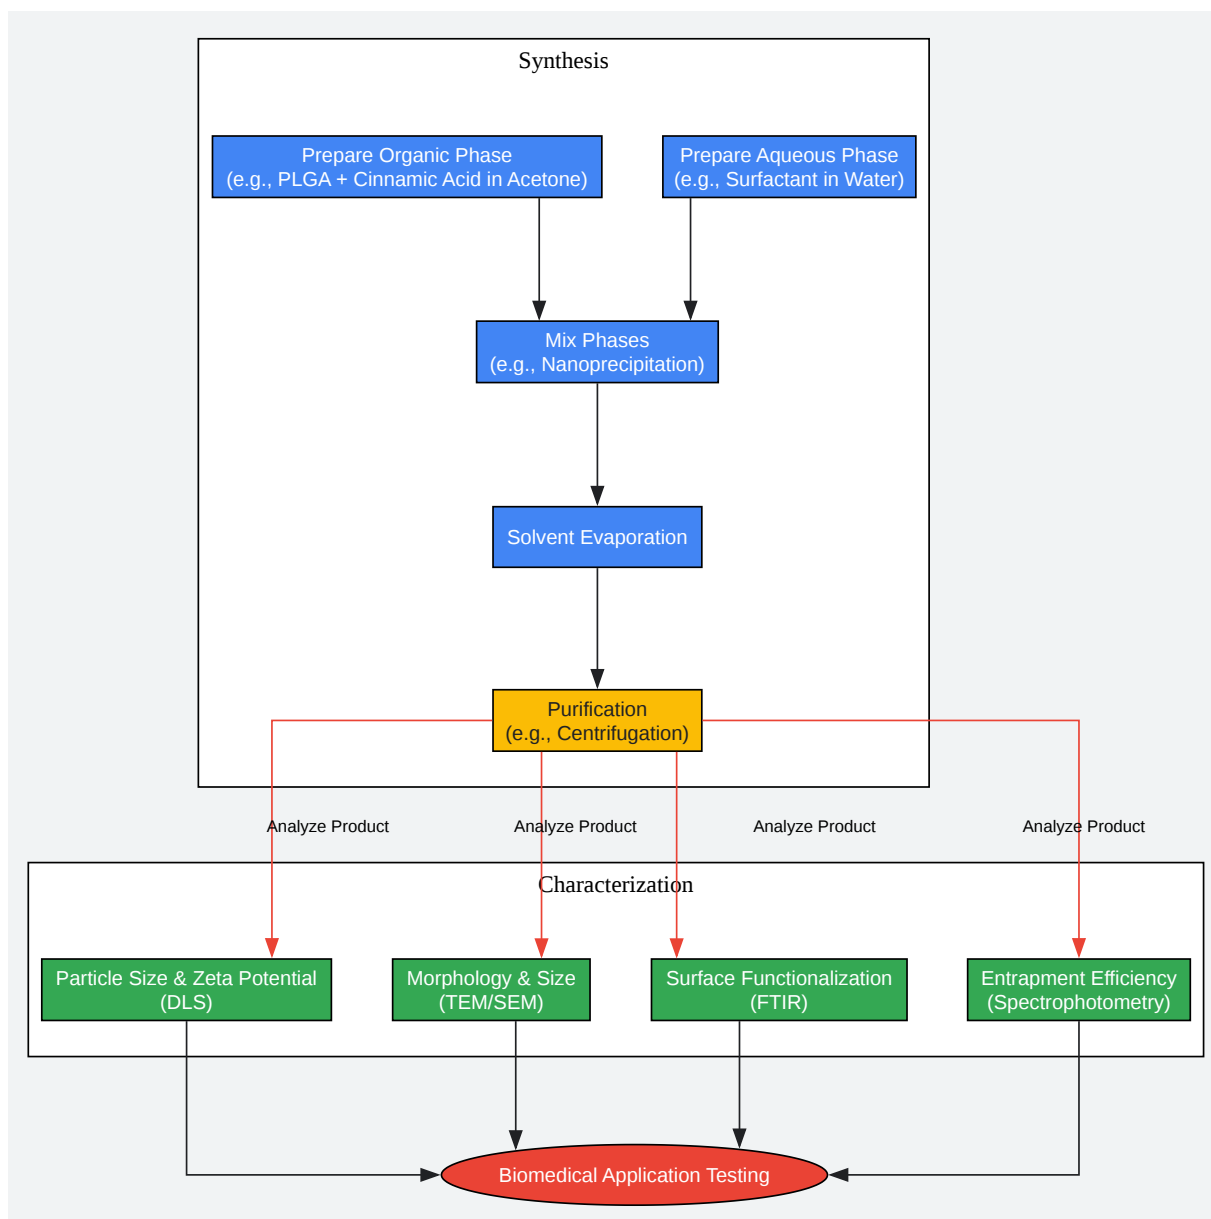 Synthesis
Prepare Organic Phase
(e.g., PLGA + Cinnamic Acid in Acetone)
Prepare Aqueous Phase
(e.g., Surfactant in Water)
Mix Phases
(e.g., Nanoprecipitation)
Solvent Evaporation
Purification
(e.g., Centrifugation)
Analyze Product
Analyze Product
Analyze Product
Analyze Product
Characterization
Particle Size & Zeta Potential
(DLS)
Morphology & Size
(TEM/SEM)
Surface Functionalization
(FTIR)
Entrapment Efficiency
(Spectrophotometry)
Biomedical Application Testing